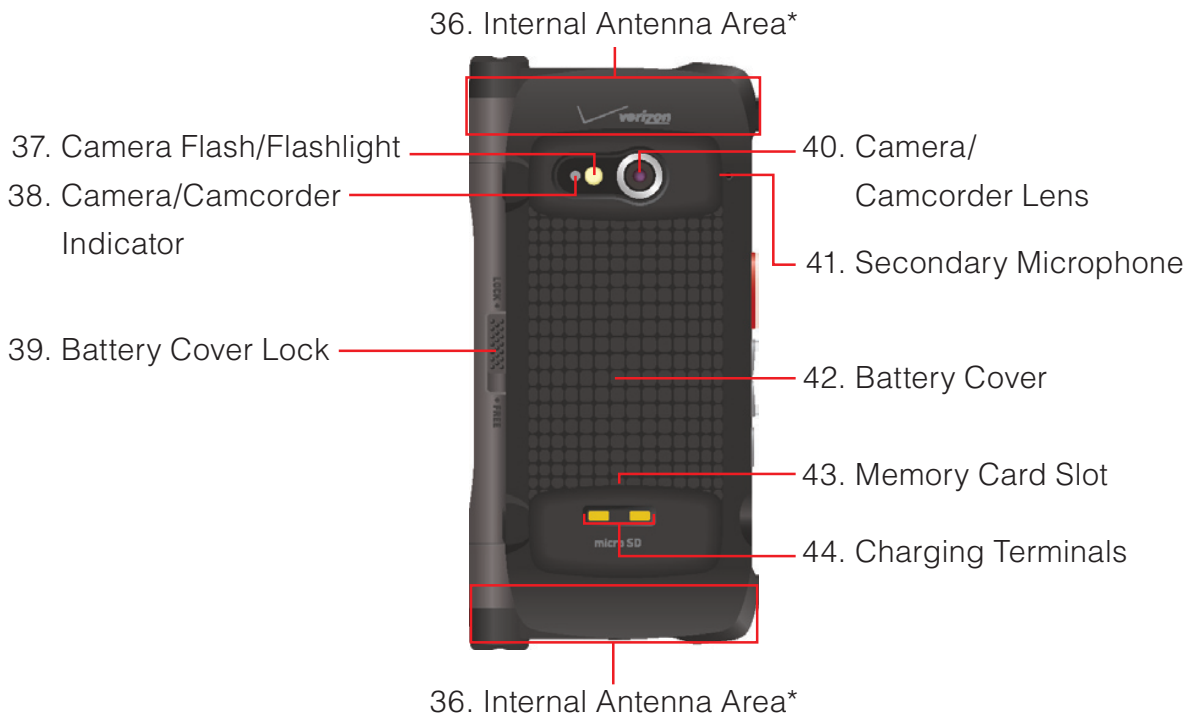 36. Internal Antenna Area*
verizon
37. Camera Flash/Flashlight
38. Camera/Camcorder
Indicator
40. Camera/
Camcorder Lens
41. Secondary Microphone
LOCK
39. Battery Cover Lock
FREE
42. Battery Cover
43. Memory Card Slot
micro SD
44. Charging Terminals
36. Internal Antenna Area*